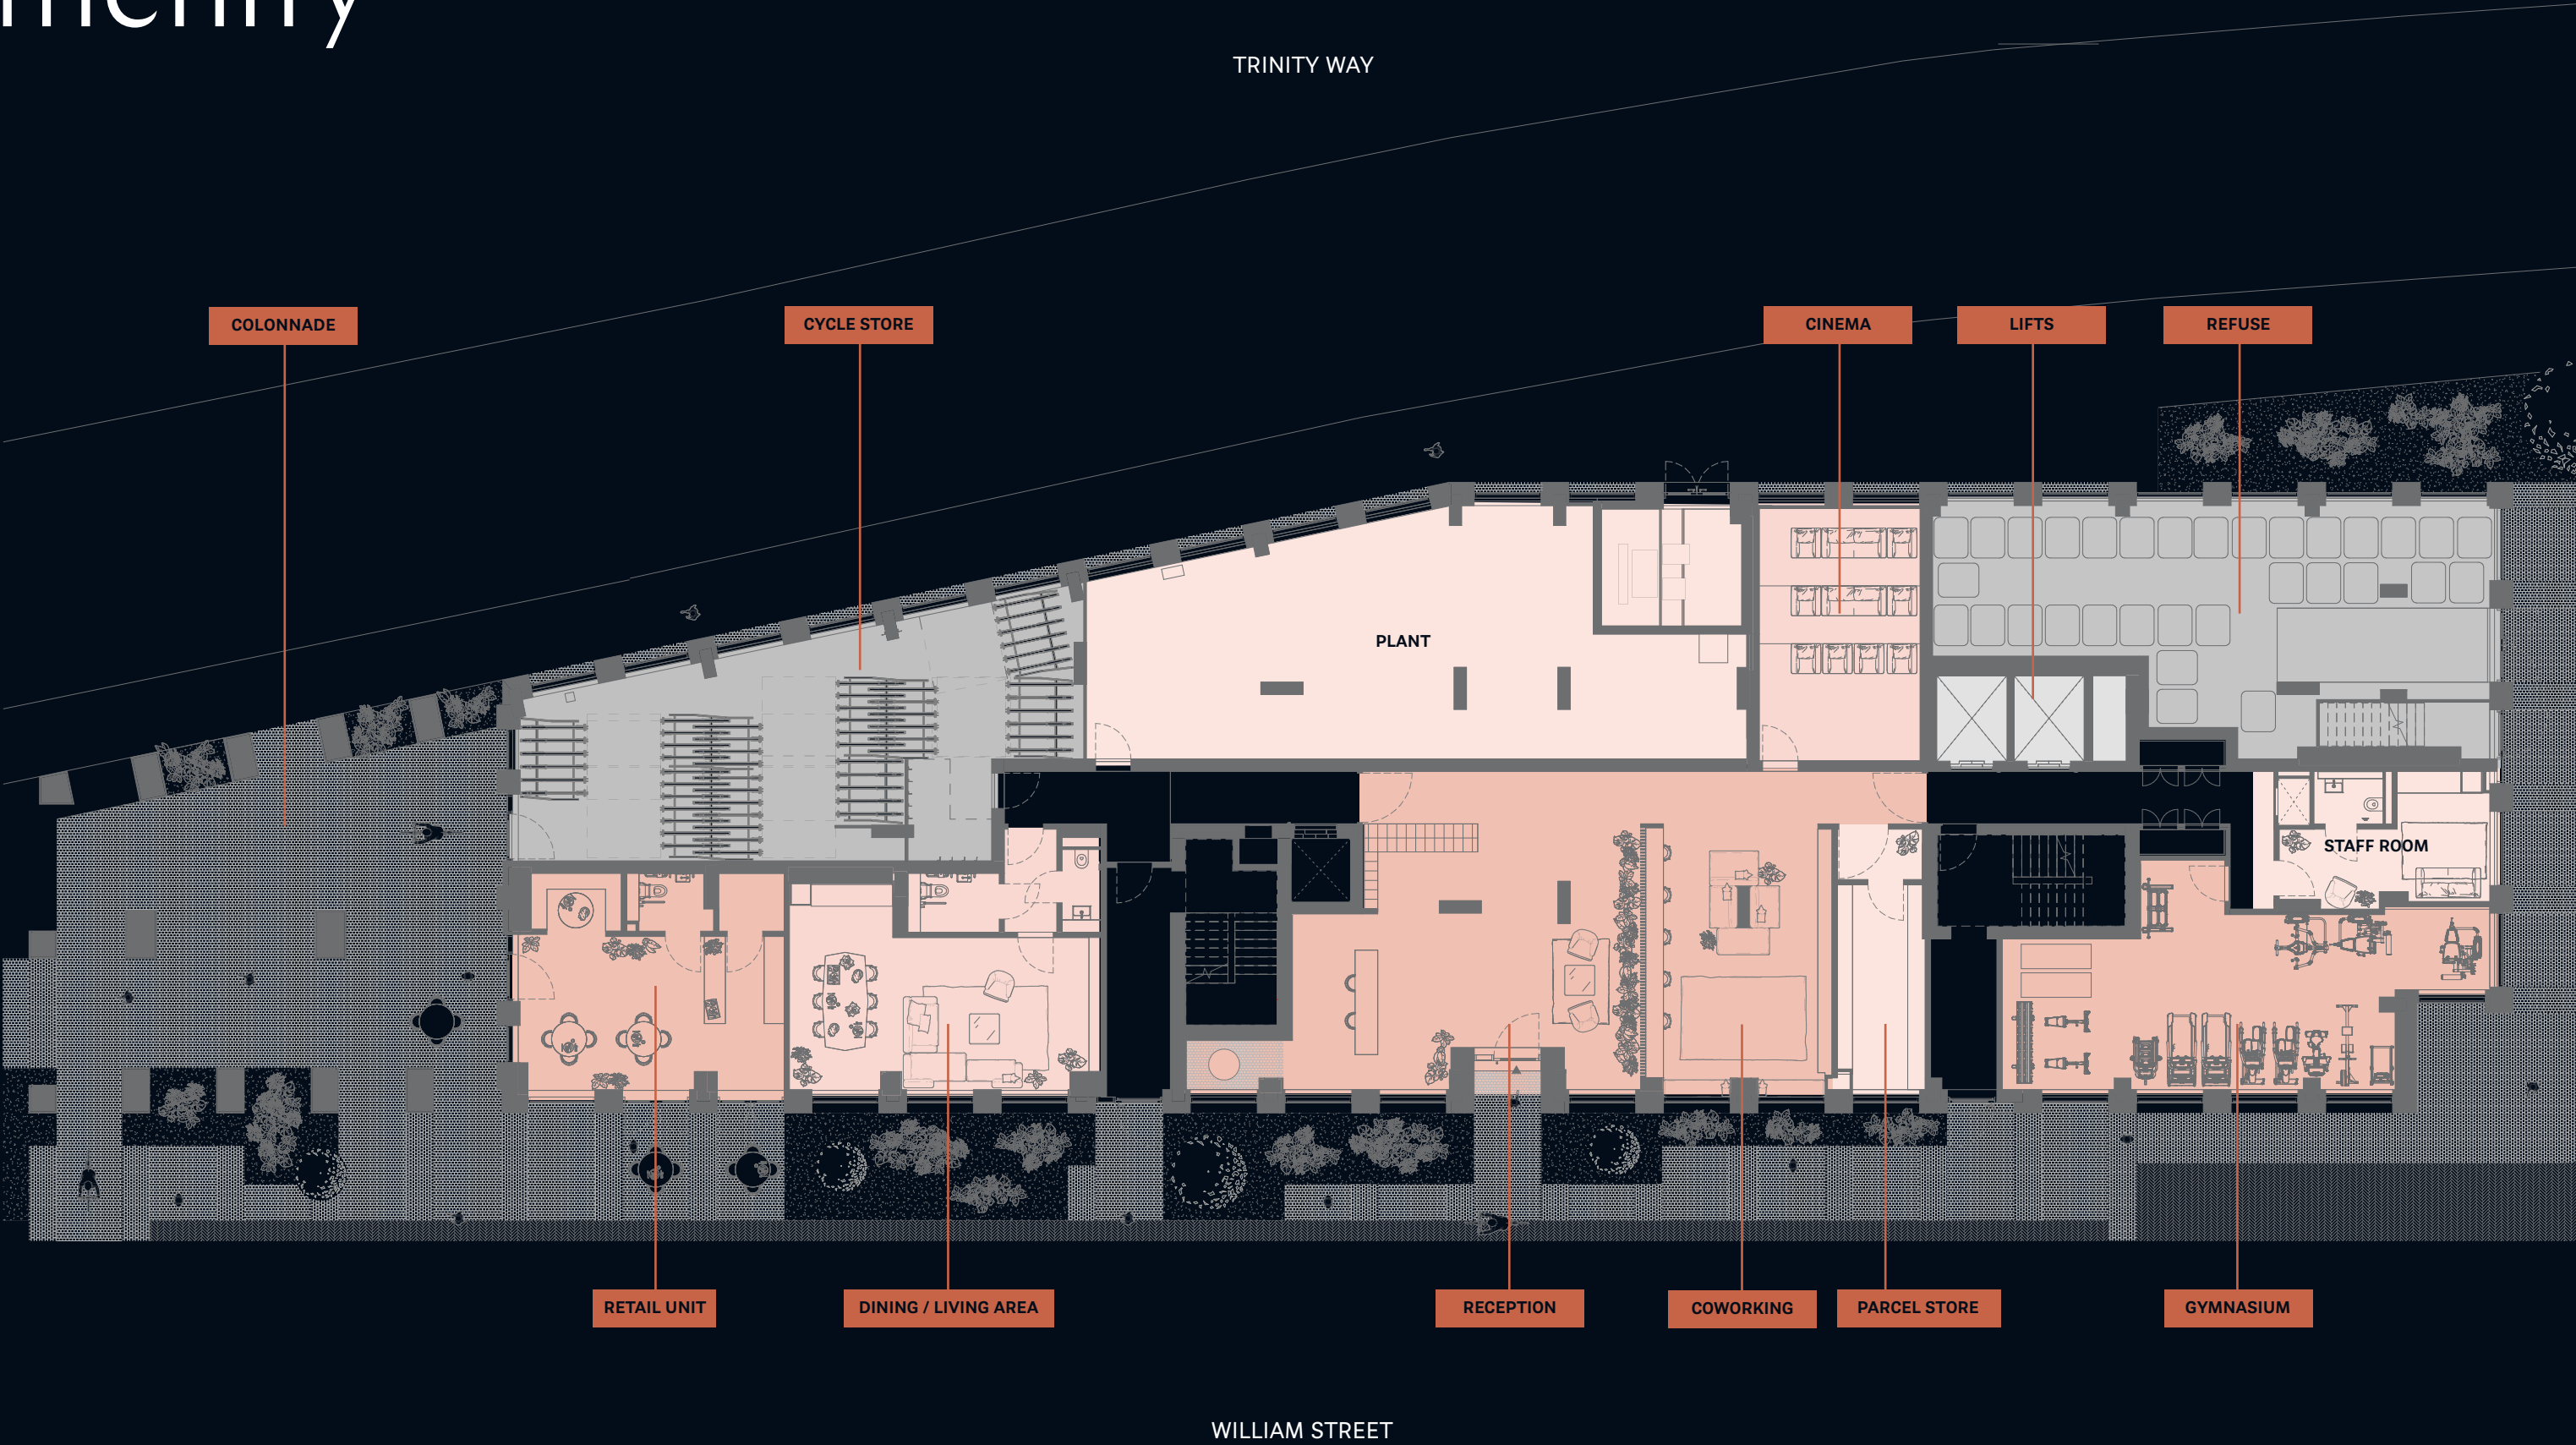 TRINITY WAY
COLONNADE
CYCLE STORE
CINEMA
LIFTS
REFUSE
PLANT
STAFF ROOM
RETAIL UNIT
DINING / LIVING AREA
RECEPTION
COWORKING
PARCEL STORE
GYMNASIUM
WILLIAM STREET